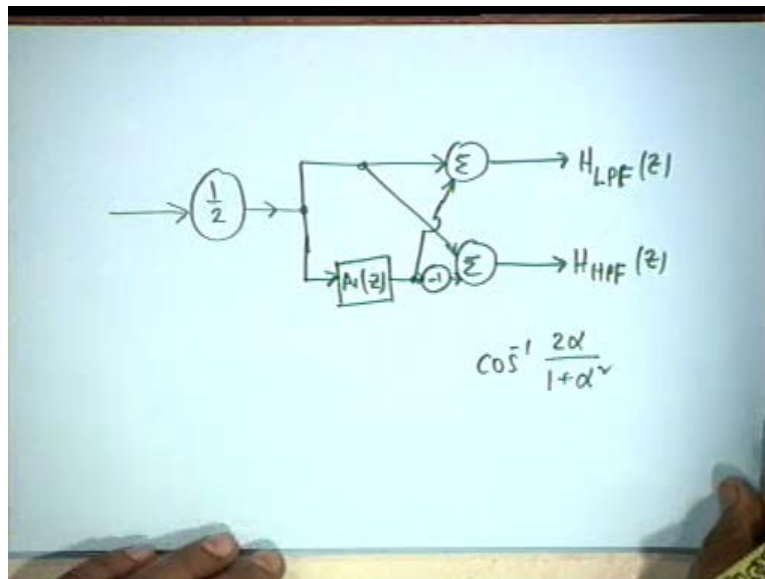 1/2
Σ
H_LPF(z)
A₁(z)
-1
Σ
H_HPF(z)
cos⁻¹ 2α/(1+α²)